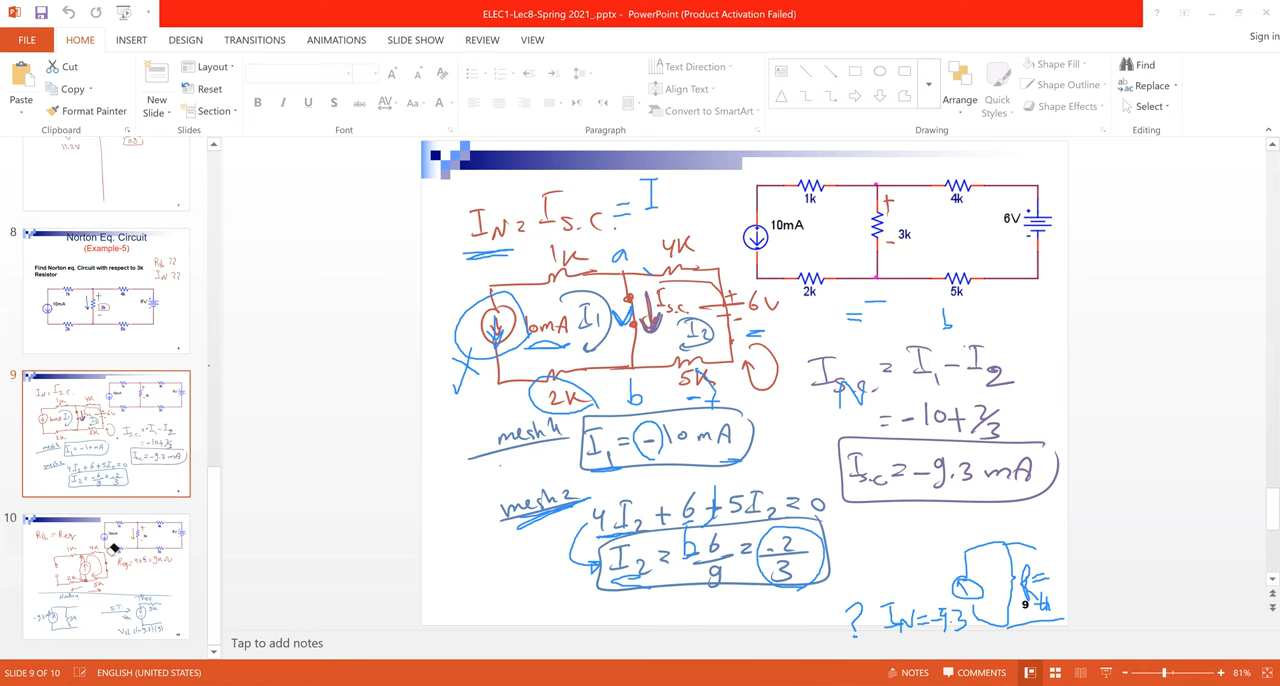 ELEC1-Lec8-Spring 2021_.pptx - PowerPoint (Product Activation Failed)
FILE HOME INSERT DESIGN TRANSITIONS ANIMATIONS SLIDE SHOW REVIEW VIEW
Sign in
Cut
Copy
Format Painter
Paste
Clipboard
New Slide
Layout
Reset
Section
Slides
B I U S abc AV Aa A
Font
Text Direction
Align Text
Convert to SmartArt
Paragraph
Arrange
Quick Styles
Shape Fill
Shape Outline
Shape Effects
Drawing
Find
Replace
Select
Editing
8
Norton Eq. Circuit
(Example-5)
Find Norton eq. Circuit with respect to 3k
Resistor
9
10
I_N = I_S.C = I
1K a 4K
10mA I1 I_S.C + 6V
I2 -
2K b 5K
- +
1k 4k
10mA + 3k - 6V
2k 5k
= b
mesh1 I1 = -10 mA
mesh2 4I2 + 6 + 5I2 = 0
I2 = -6/9 = -2/3
= I1 - I2
= -10 + 2/3
I_S.C = -9.3 mA
? I_N = -9.3
9
Tap to add notes
SLIDE 9 OF 10 ENGLISH (UNITED STATES) NOTES COMMENTS 81%